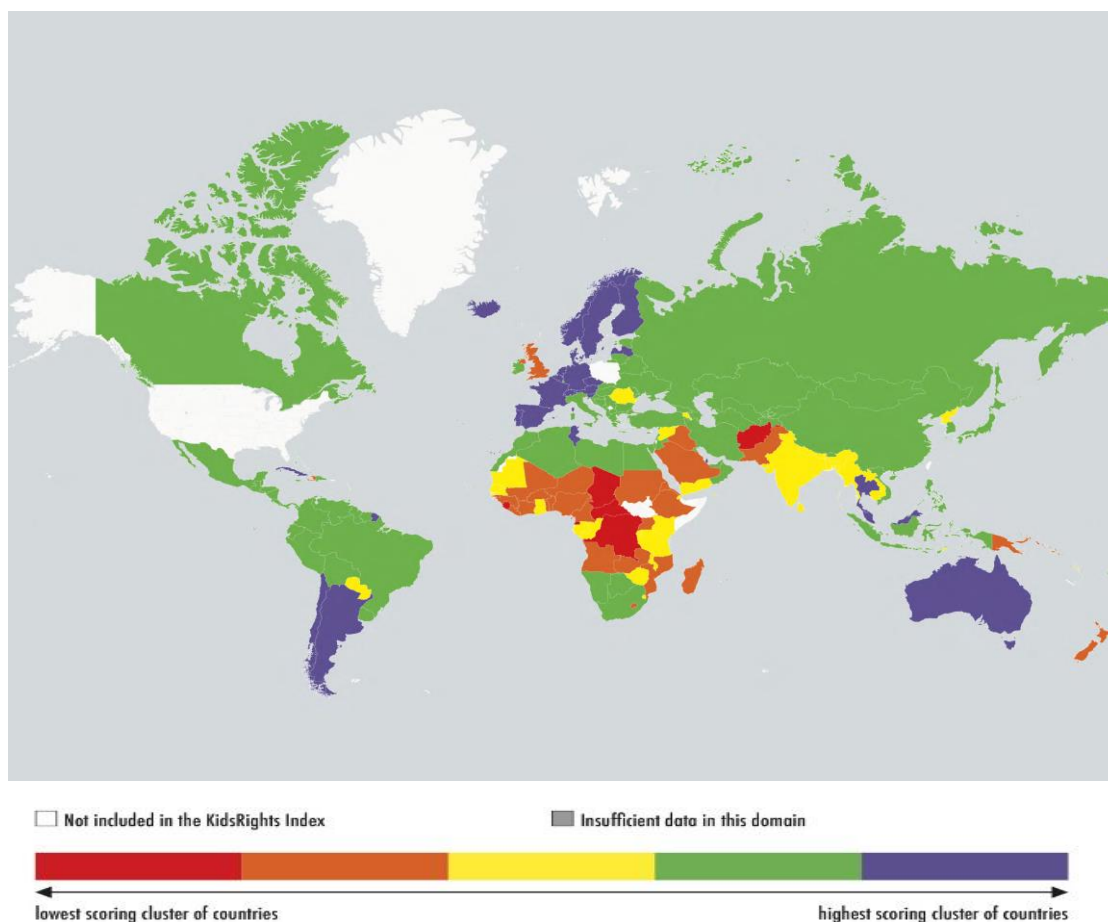 Not included in the KidsRights Index
Insufficient data in this domain
lowest scoring cluster of countries
highest scoring cluster of countries